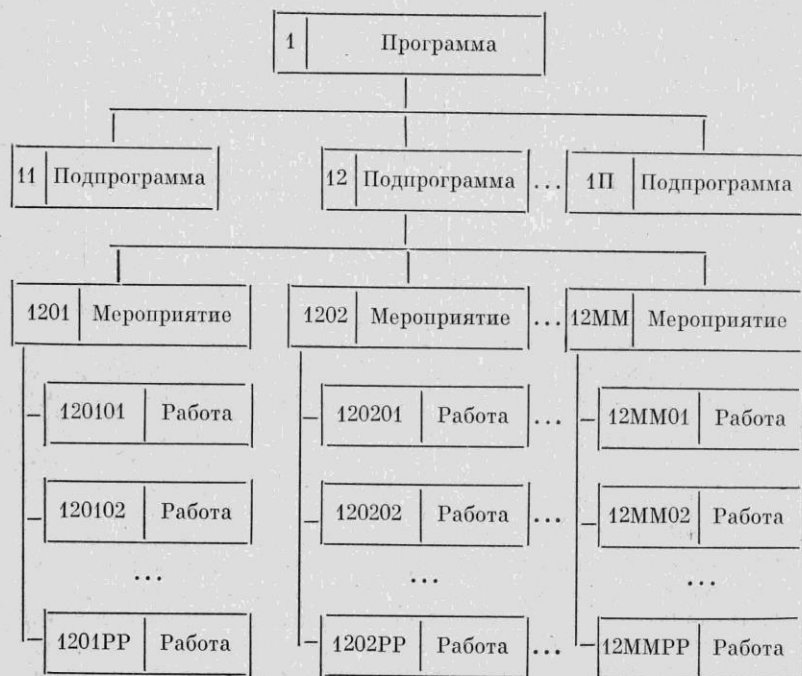 1 Программа
11 Подпрограмма 12 Подпрограмма ... 1П Подпрограмма
1201 Мероприятие 1202 Мероприятие ... 12ММ Мероприятие
120101 Работа 120201 Работа ... 12ММ01 Работа
120102 Работа 120202 Работа ... 12ММ02 Работа
... ... ...
1201РР Работа 1202РР Работа ... 12ММРР Работа